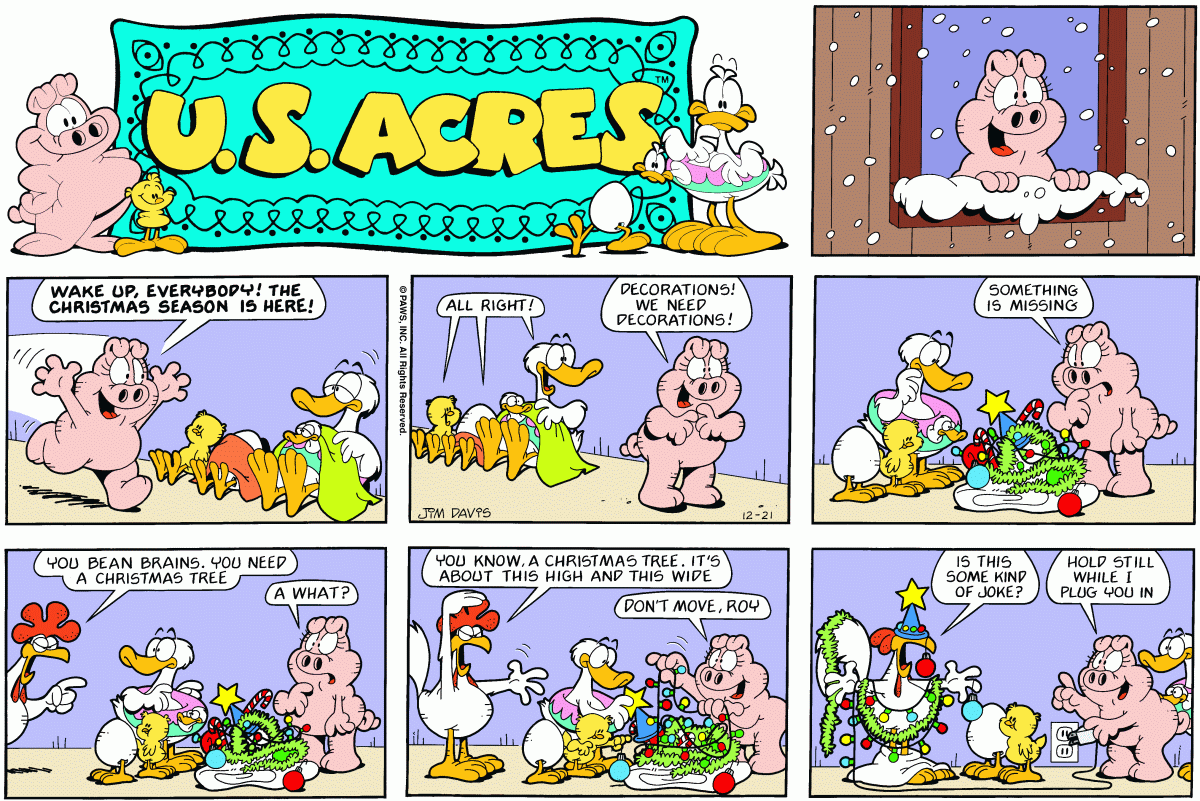 U.S. ACRES
TM
WAKE UP, EVERYBODY! THE
CHRISTMAS SEASON IS HERE!
© PAWS, INC. All Rights Reserved.
ALL RIGHT!
DECORATIONS!
WE NEED
DECORATIONS!
JIM DAVIS
12-21
SOMETHING
IS MISSING
YOU BEAN BRAINS. YOU NEED
A CHRISTMAS TREE
A WHAT?
YOU KNOW, A CHRISTMAS TREE. IT'S
ABOUT THIS HIGH AND THIS WIDE
DON'T MOVE, ROY
IS THIS
SOME KIND
OF JOKE?
HOLD STILL
WHILE I
PLUG YOU IN